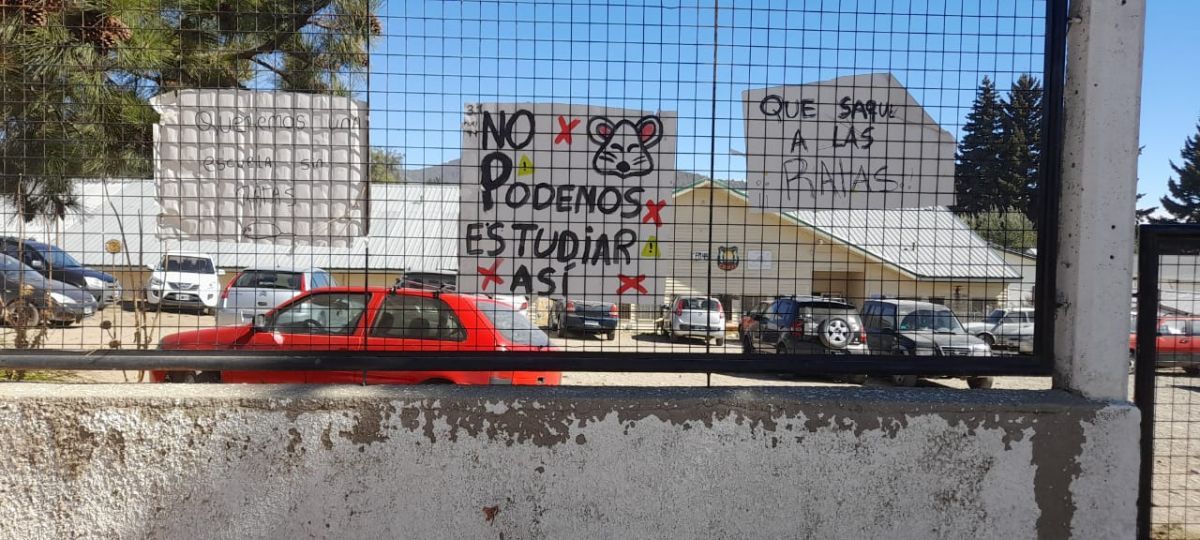 Queremos una
escuela sin
RATAS
NO
PODEMOS
ESTUDIAR
ASÍ
QUE SAQUE
A LAS
RATAS